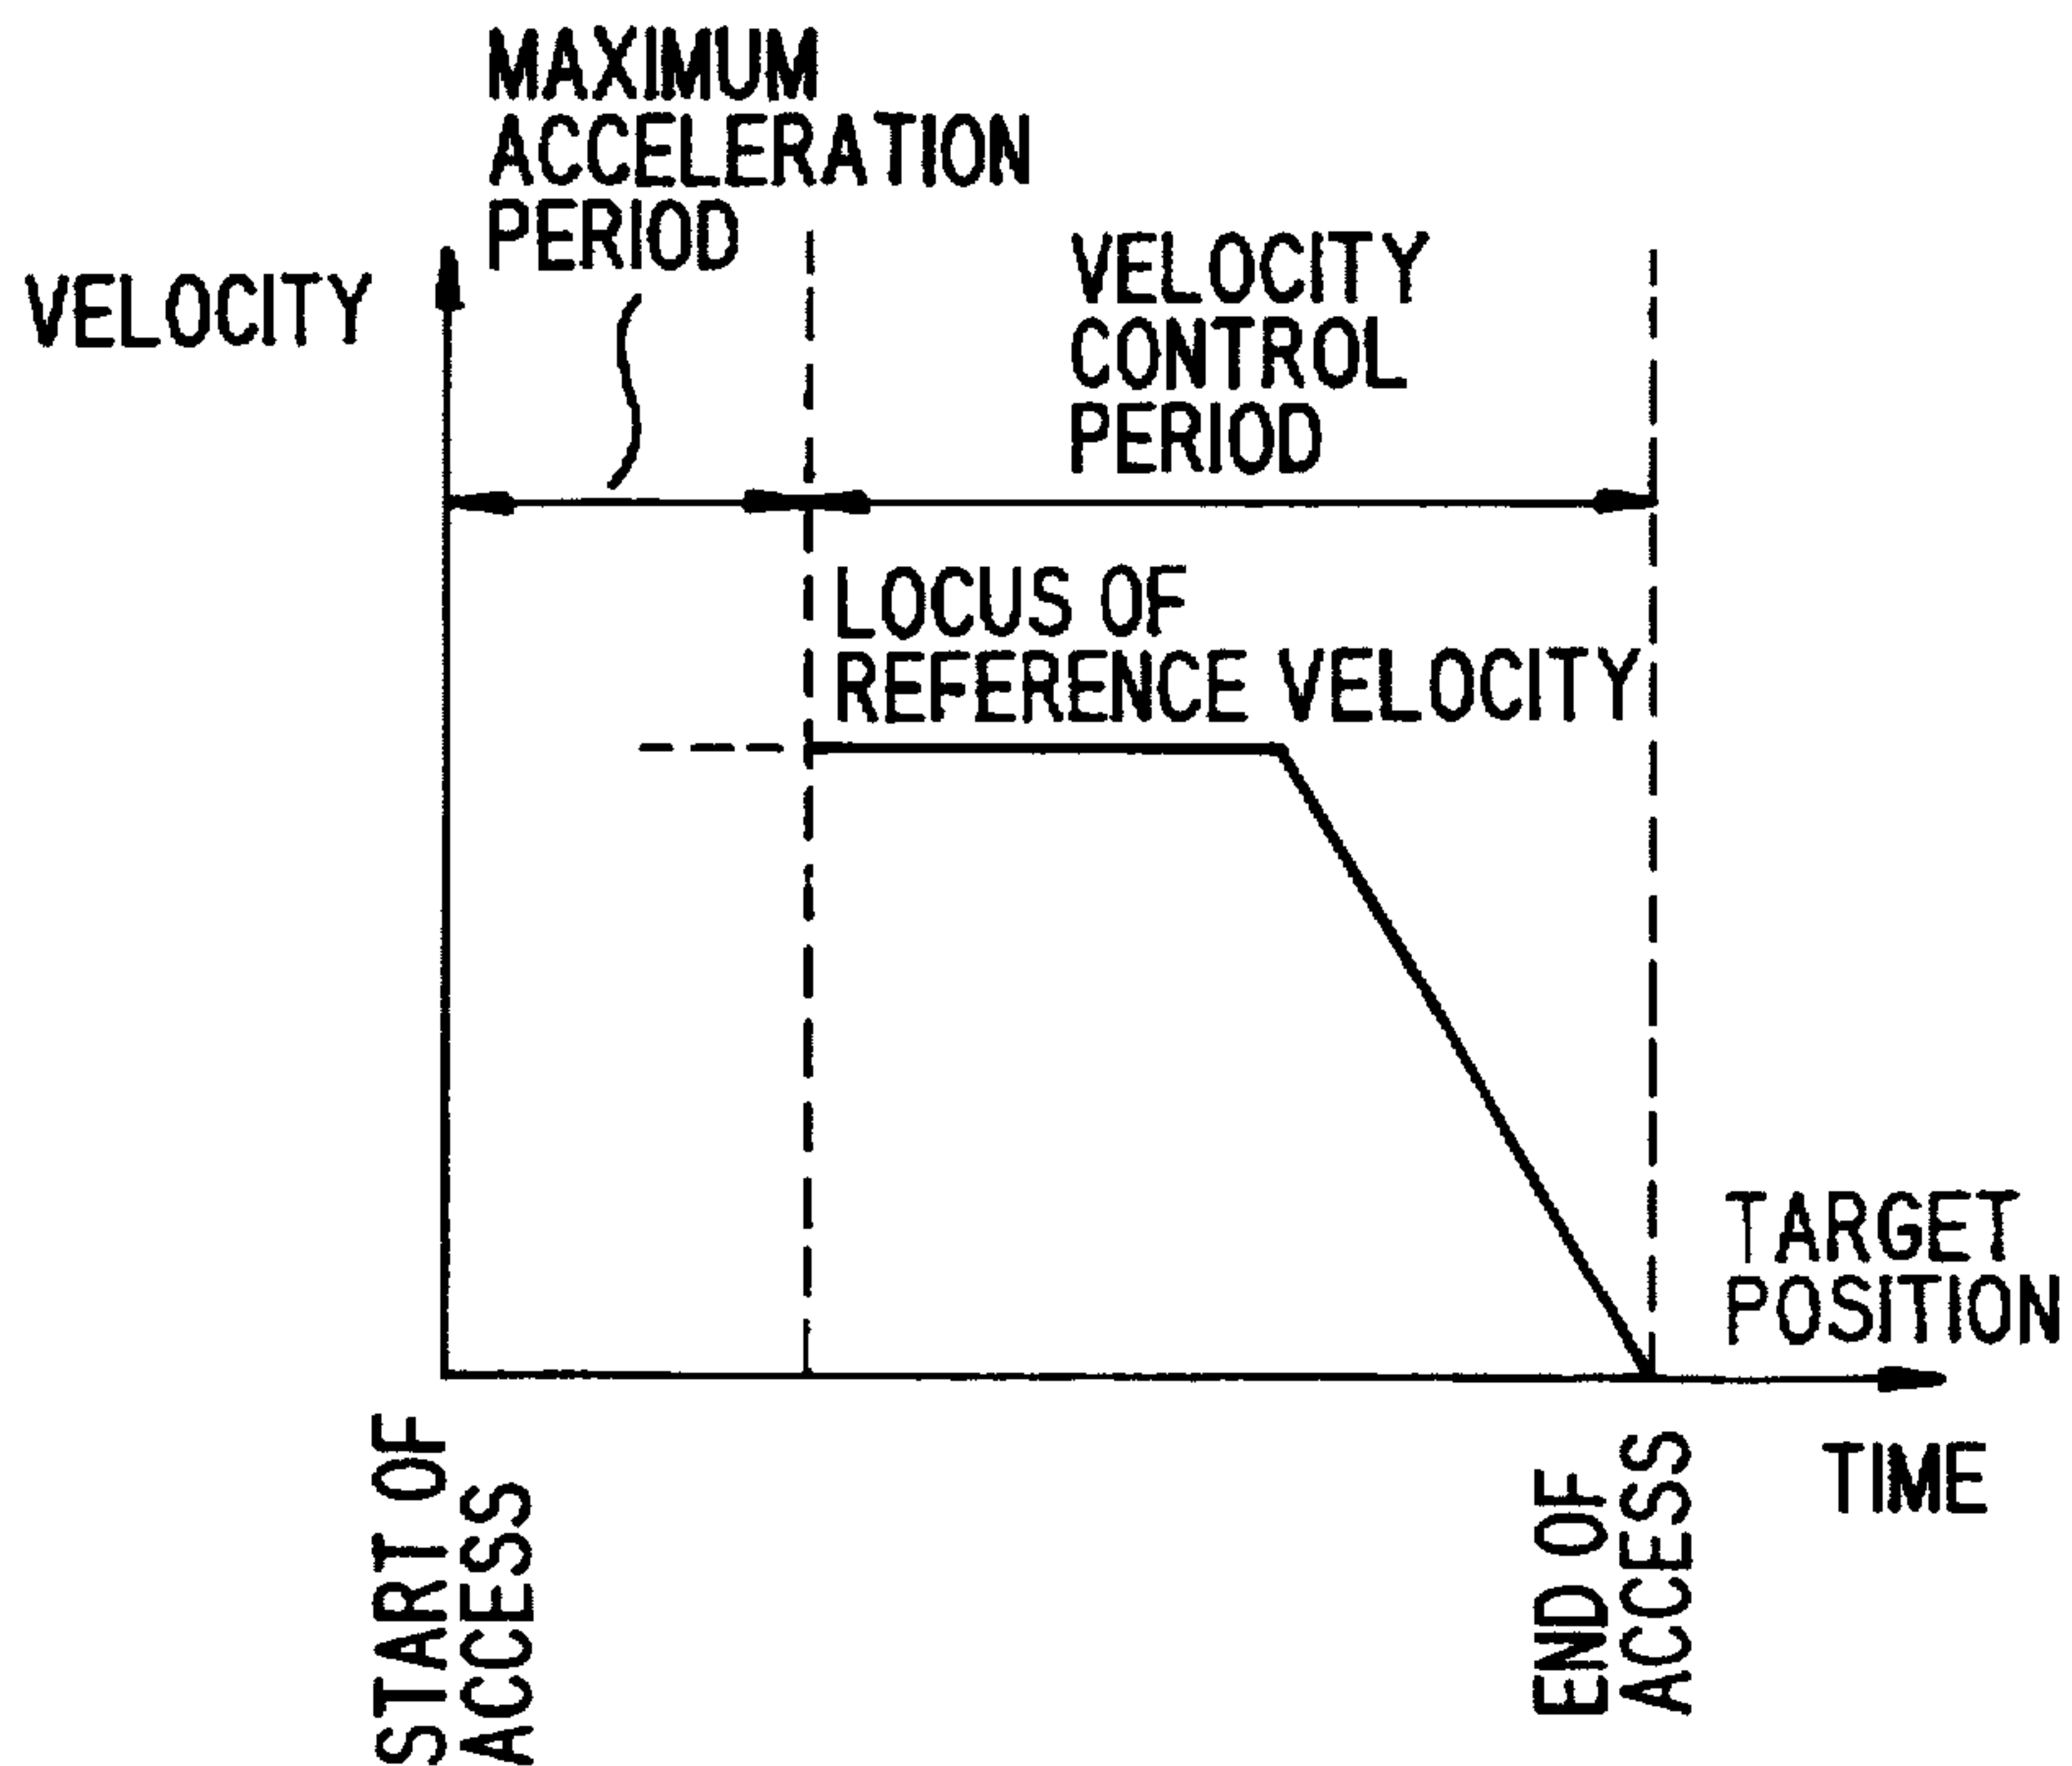 MAXIMUM
ACCELERATION
PERIOD
VELOCITY
VELOCITY
CONTROL
PERIOD
LOCUS OF
REFERENCE VELOCITY
TARGET
POSITION
TIME
START OF
ACCESS
END OF
ACCESS